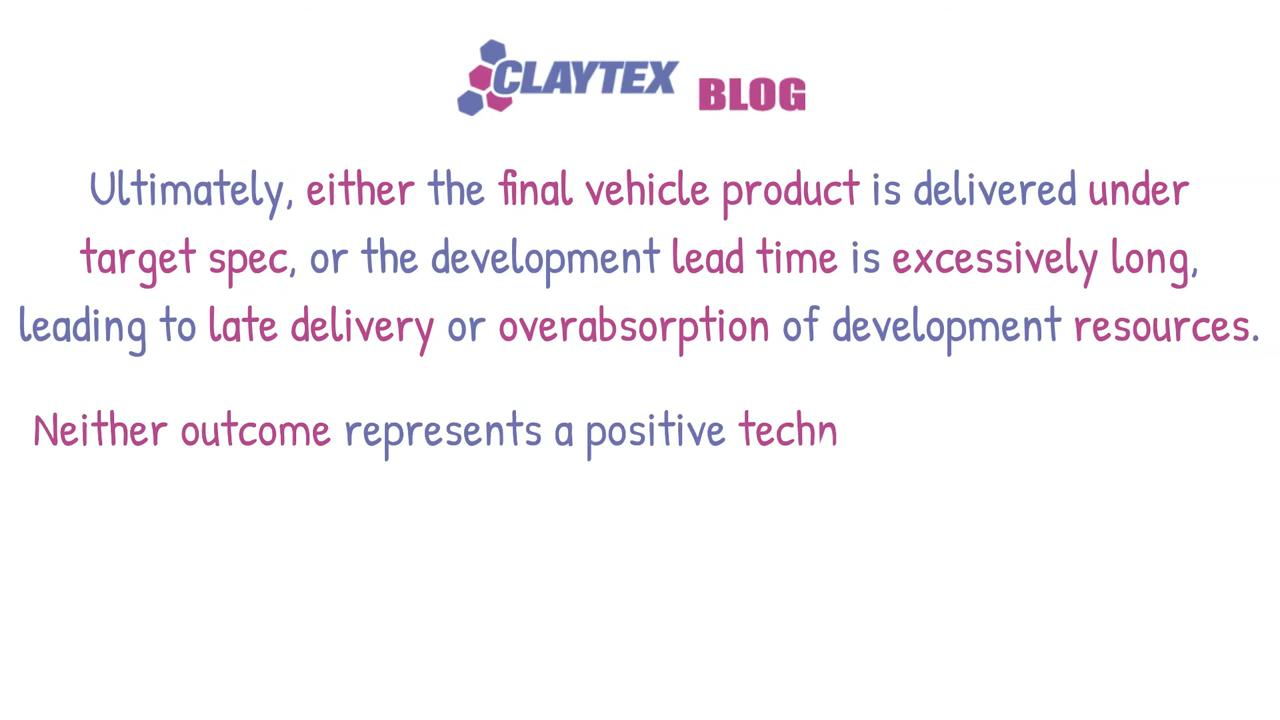 CLAYTEX BLOG
Ultimately, either the final vehicle product is delivered under
target spec, or the development lead time is excessively long,
leading to late delivery or overabsorption of development resources.
Neither outcome represents a positive techn